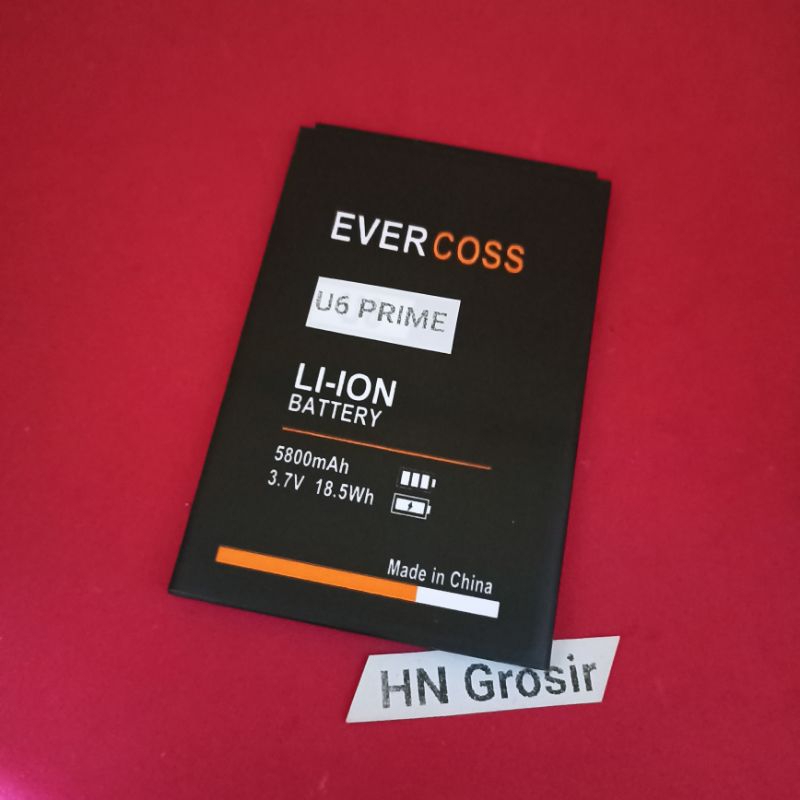 EVERCOSS
U6 PRIME
LI-ION
BATTERY
5800mAh
3.7V 18.5Wh
Made in China
HN Grosir